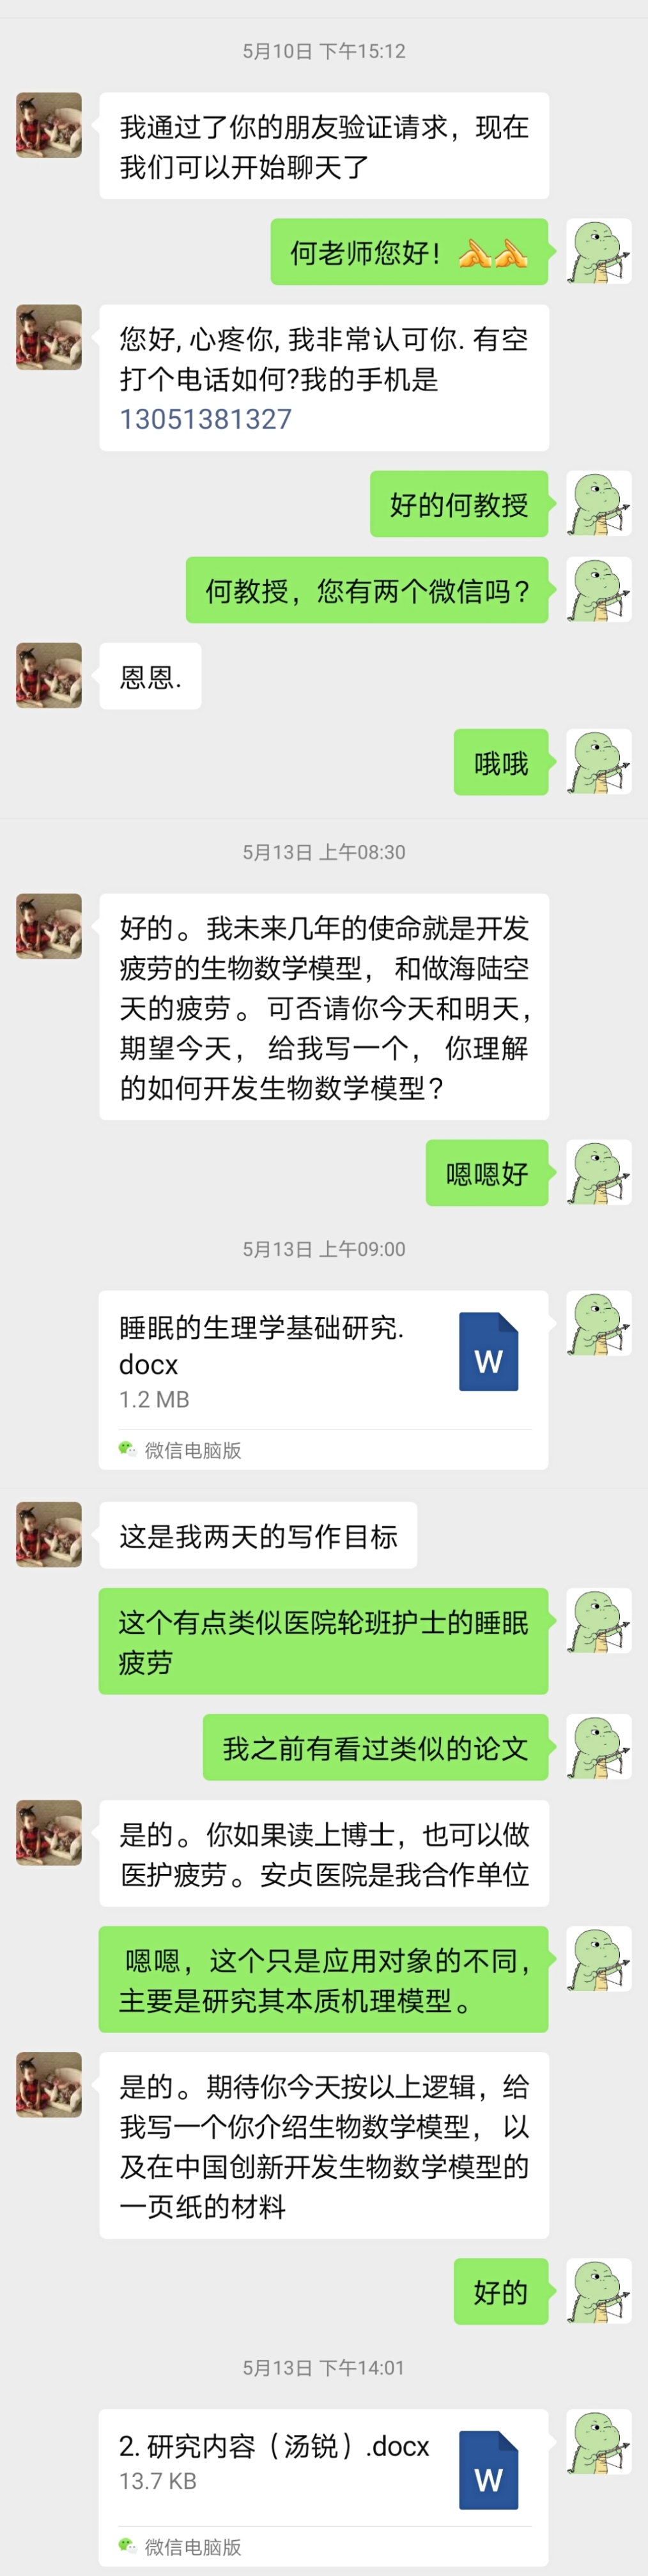 5月10日 下午15:12
我通过了你的朋友验证请求，现在
我们可以开始聊天了
何老师您好！
您好, 心疼你, 我非常认可你. 有空
打个电话如何?我的手机是
13051381327
好的何教授
何教授，您有两个微信吗？
恩恩.
哦哦
5月13日 上午08:30
好的。我未来几年的使命就是开发
疲劳的生物数学模型， 和做海陆空
天的疲劳。可否请你今天和明天，
期望今天， 给我写一个， 你理解
的如何开发生物数学模型？
嗯嗯好
5月13日 上午09:00
睡眠的生理学基础研究.
docx
1.2 MB
W
微信电脑版
这是我两天的写作目标
这个有点类似医院轮班护士的睡眠
疲劳
我之前有看过类似的论文
是的。你如果读上博士，也可以做
医护疲劳。安贞医院是我合作单位
嗯嗯，这个只是应用对象的不同，
主要是研究其本质机理模型。
是的。期待你今天按以上逻辑，给
我写一个你介绍生物数学模型， 以
及在中国创新开发生物数学模型的
一页纸的材料
好的
5月13日 下午14:01
2. 研究内容（汤锐）.docx
13.7 KB
W
微信电脑版